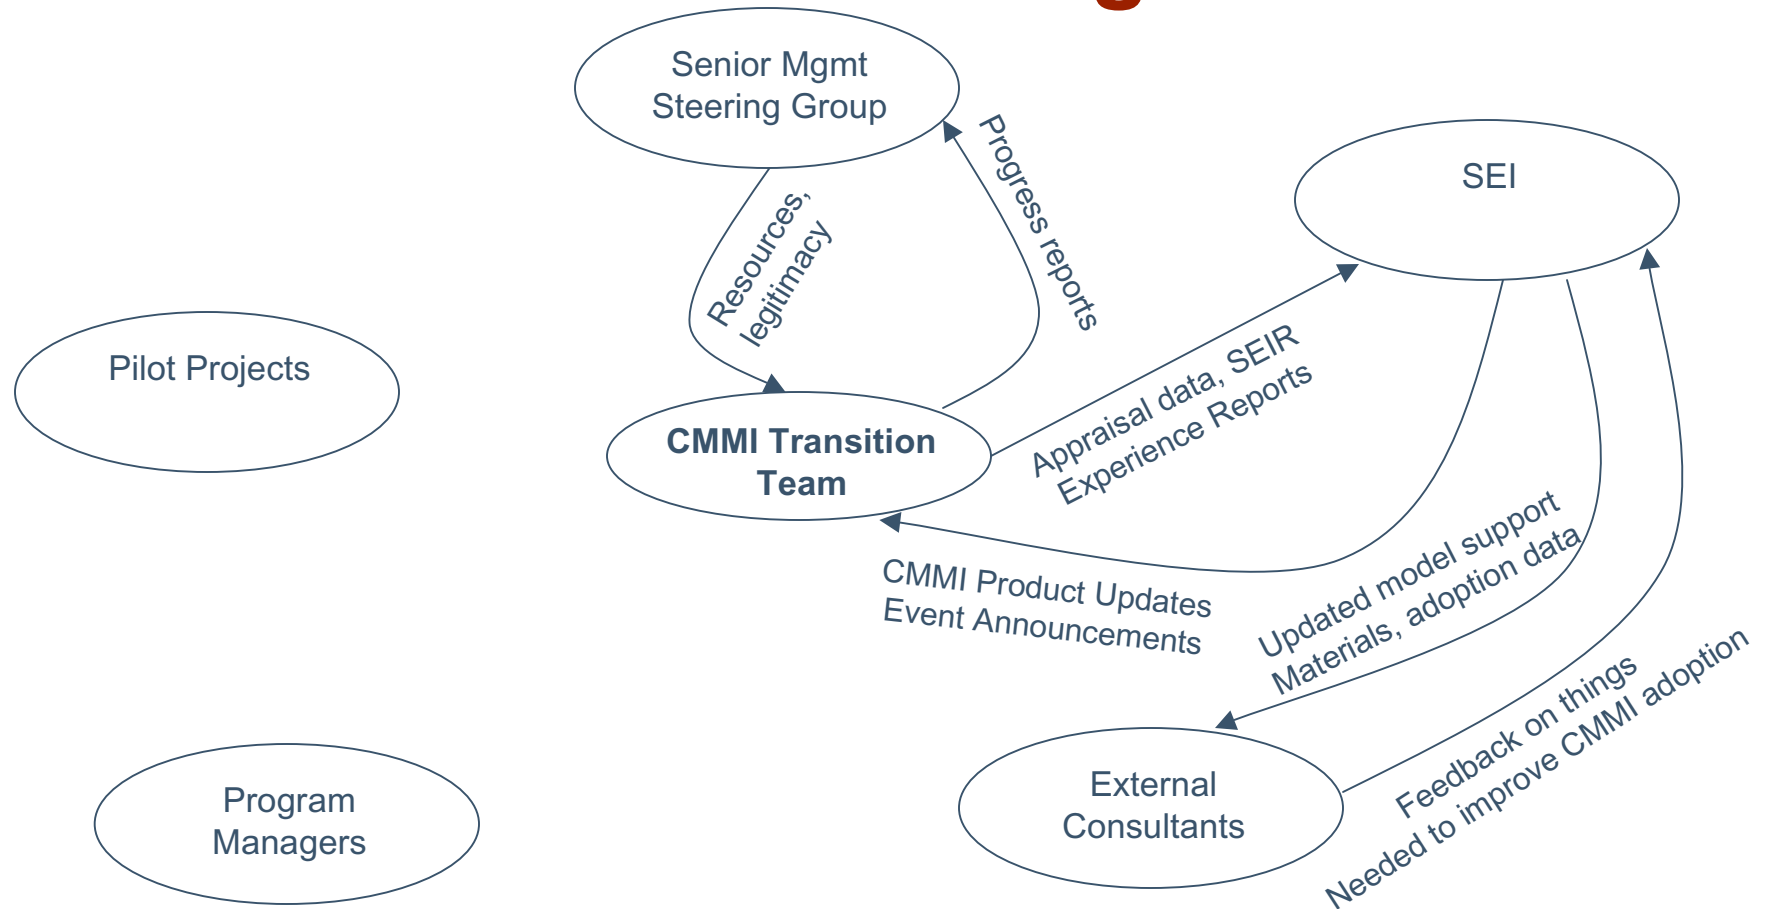 Senior Mgmt
Steering Group
SEI
Progress reports
Resources,
legitimacy
Pilot Projects
Appraisal data, SEIR
Experience Reports
CMMI Transition
Team
CMMI Product Updates
Event Announcements
Updated model support
Materials, adoption data
Feedback on things
Needed to improve CMMI adoption
External
Consultants
Program
Managers